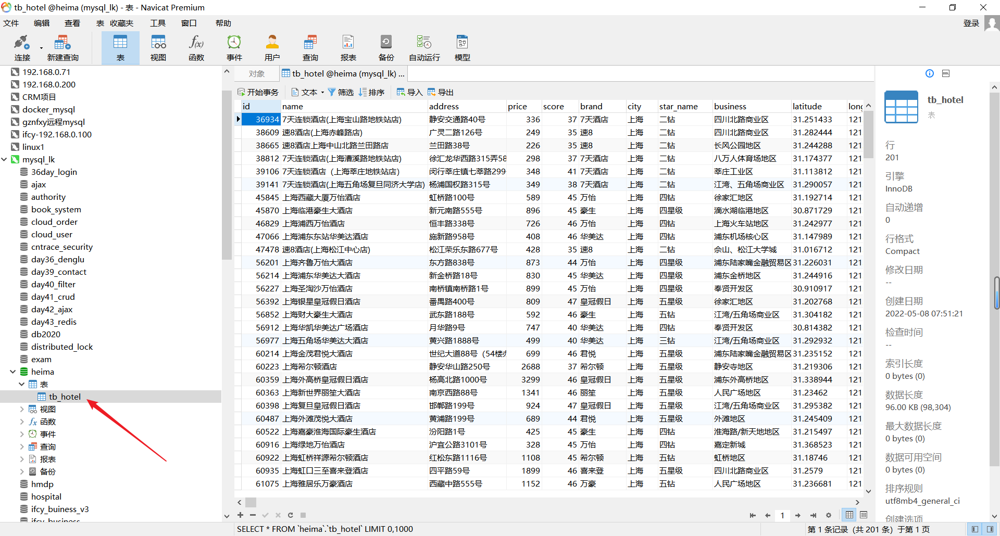 tb_hotel @heima (mysql_lk) - 表 - Navicat Premium
文件 编辑 查看 表 收藏夹 工具 窗口 帮助 登录
连接 新建查询 表 视图 函数 事件 用户 查询 报表 备份 自动运行 模型
192.168.0.71
192.168.0.200
CRM项目
docker_mysql
gznfxy远程mysql
ifcy-192.168.0.100
linux1
mysql_lk
36day_login
ajax
authority
book_system
cloud_order
cloud_user
cntrace_security
day36_denglu
day39_contact
day40_filter
day41_crud
day42_ajax
day43_redis
db2020
distributed_lock
exam
heima
表
tb_hotel
视图
函数
事件
查询
报表
备份
hmdp
hospital
ifcy_buiness_v3
ifcy_business
对象 tb_hotel @heima (mysql_lk) ...
开始事务 文本 筛选 排序 导入 导出
id name address price score brand city star_name business latitude long
36934 7天连锁酒店(上海宝山路地铁站店) 静安交通路40号 336 37 7天酒店 上海 二钻 四川北路商业区 31.251433 121
38609 速8酒店(上海赤峰路店) 广灵二路126号 249 35 速8 上海 二钻 四川北路商业区 31.282444 121
38665 速8酒店上海中山北路兰田路店 兰田路38号 226 35 速8 上海 二钻 长风公园地区 31.244288 121
38812 7天连锁酒店(上海漕溪路地铁站店) 徐汇龙华西路315弄58 298 37 7天酒店 上海 二钻 八万人体育场地区 31.174377 121
39106 7天连锁酒店（上海莘庄地铁站店） 闵行莘庄镇七莘路299 348 41 7天酒店 上海 二钻 莘庄工业区 31.113812 121
39141 7天连锁酒店(上海五角场复旦同济大学店) 杨浦国权路315号 349 38 7天酒店 上海 二钻 江湾、五角场商业区 31.290057 121
45845 上海西藏大厦万怡酒店 虹桥路100号 589 45 万怡 上海 四钻 徐家汇地区 31.192714 121
45870 上海临港豪生大酒店 新元南路555号 896 45 豪生 上海 四星级 滴水湖临港地区 30.871729 121
46829 上海浦西万怡酒店 恒丰路338号 726 46 万怡 上海 四钻 上海火车站地区 31.242977 121
47066 上海浦东东站华美达酒店 施新路958号 408 46 华美达 上海 四钻 浦东机场核心区 31.147989 121
47478 速8酒店(上海松江中心店) 松江荣乐东路677号 428 35 速8 上海 二钻 佘山、松江大学城 31.016712 121
56201 上海齐鲁万怡大酒店 东方路838号 873 44 万怡 上海 四星级 浦东陆家嘴金融贸易区 31.226031 121
56214 上海浦东华美达大酒店 新金桥路18号 830 45 华美达 上海 四星级 浦东金桥地区 31.244916 121
56227 上海圣淘沙万怡酒店 南桥镇南桥路1号 899 45 万怡 上海 四星级 奉贤开发区 30.910917 121
56392 上海银星皇冠假日酒店 番禺路400号 809 47 皇冠假日 上海 五星级 徐家汇地区 31.202768 121
56852 上海财大豪生大酒店 武东路188号 592 46 豪生 上海 五钻 江湾/五角场商业区 31.304182 121
56912 上海华凯华美达广场酒店 月华路9号 747 40 华美达 上海 四钻 奉贤开发区 30.814382 121
56977 上海五角场华美达大酒店 黄兴路1888号 499 40 华美达 上海 三钻 江湾/五角场商业区 31.292932 121
60214 上海金茂君悦大酒店 世纪大道88号（54楼办 699 46 君悦 上海 五星级 浦东陆家嘴金融贸易区 31.235152 121
60223 上海希尔顿酒店 静安华山路250号 2688 37 希尔顿 上海 五星级 静安寺地区 31.219306 121
60359 上海外高桥皇冠假日酒店 杨高北路1000号 3299 46 皇冠假日 上海 五星级 浦东外高桥地区 31.338944 121
60363 上海新世界丽笙大酒店 南京西路88号 1341 46 丽笙 上海 五星级 人民广场地区 31.23462 121
60398 上海复旦皇冠假日酒店 邯郸路199号 924 47 皇冠假日 上海 五星级 江湾/五角场商业区 31.295382 121
60487 上海外滩茂悦大酒店 黄浦路199号 689 44 君悦 上海 五星级 外滩地区 31.245409 121
60522 上海嘉豪淮海国际豪生酒店 汾阳路1号 425 45 豪生 上海 四钻 淮海路/新天地地区 31.215497 121
60916 上海绿地万怡酒店 沪宜公路3101号 328 45 万怡 上海 四钻 嘉定新城 31.368523 121
60922 上海虹桥祥源希尔顿酒店 红松东路1116号 1108 45 希尔顿 上海 五钻 虹桥地区 31.18746 121
60935 上海虹口三至喜来登酒店 四平路59号 1899 46 喜来登 上海 五星级 四川北路商业区 31.2579 121
61075 上海雅居乐万豪酒店 西藏中路555号 1152 46 万豪 上海 五钻 人民广场地区 31.236681 121
1
SELECT * FROM `heima`.`tb_hotel` LIMIT 0,1000
第 1 条记录（共 201 条）于第 1 页
DDL
tb_hotel
表
行
201
引擎
InnoDB
自动递增
0
行格式
Compact
修改日期
--
创建日期
2022-05-08 07:51:21
检查时间
--
索引长度
0 bytes (0)
数据长度
96.00 KB (98,304)
最大数据长度
0 bytes (0)
数据可用空间
0 bytes (0)
排序规则
utf8mb4_general_ci
创建选项